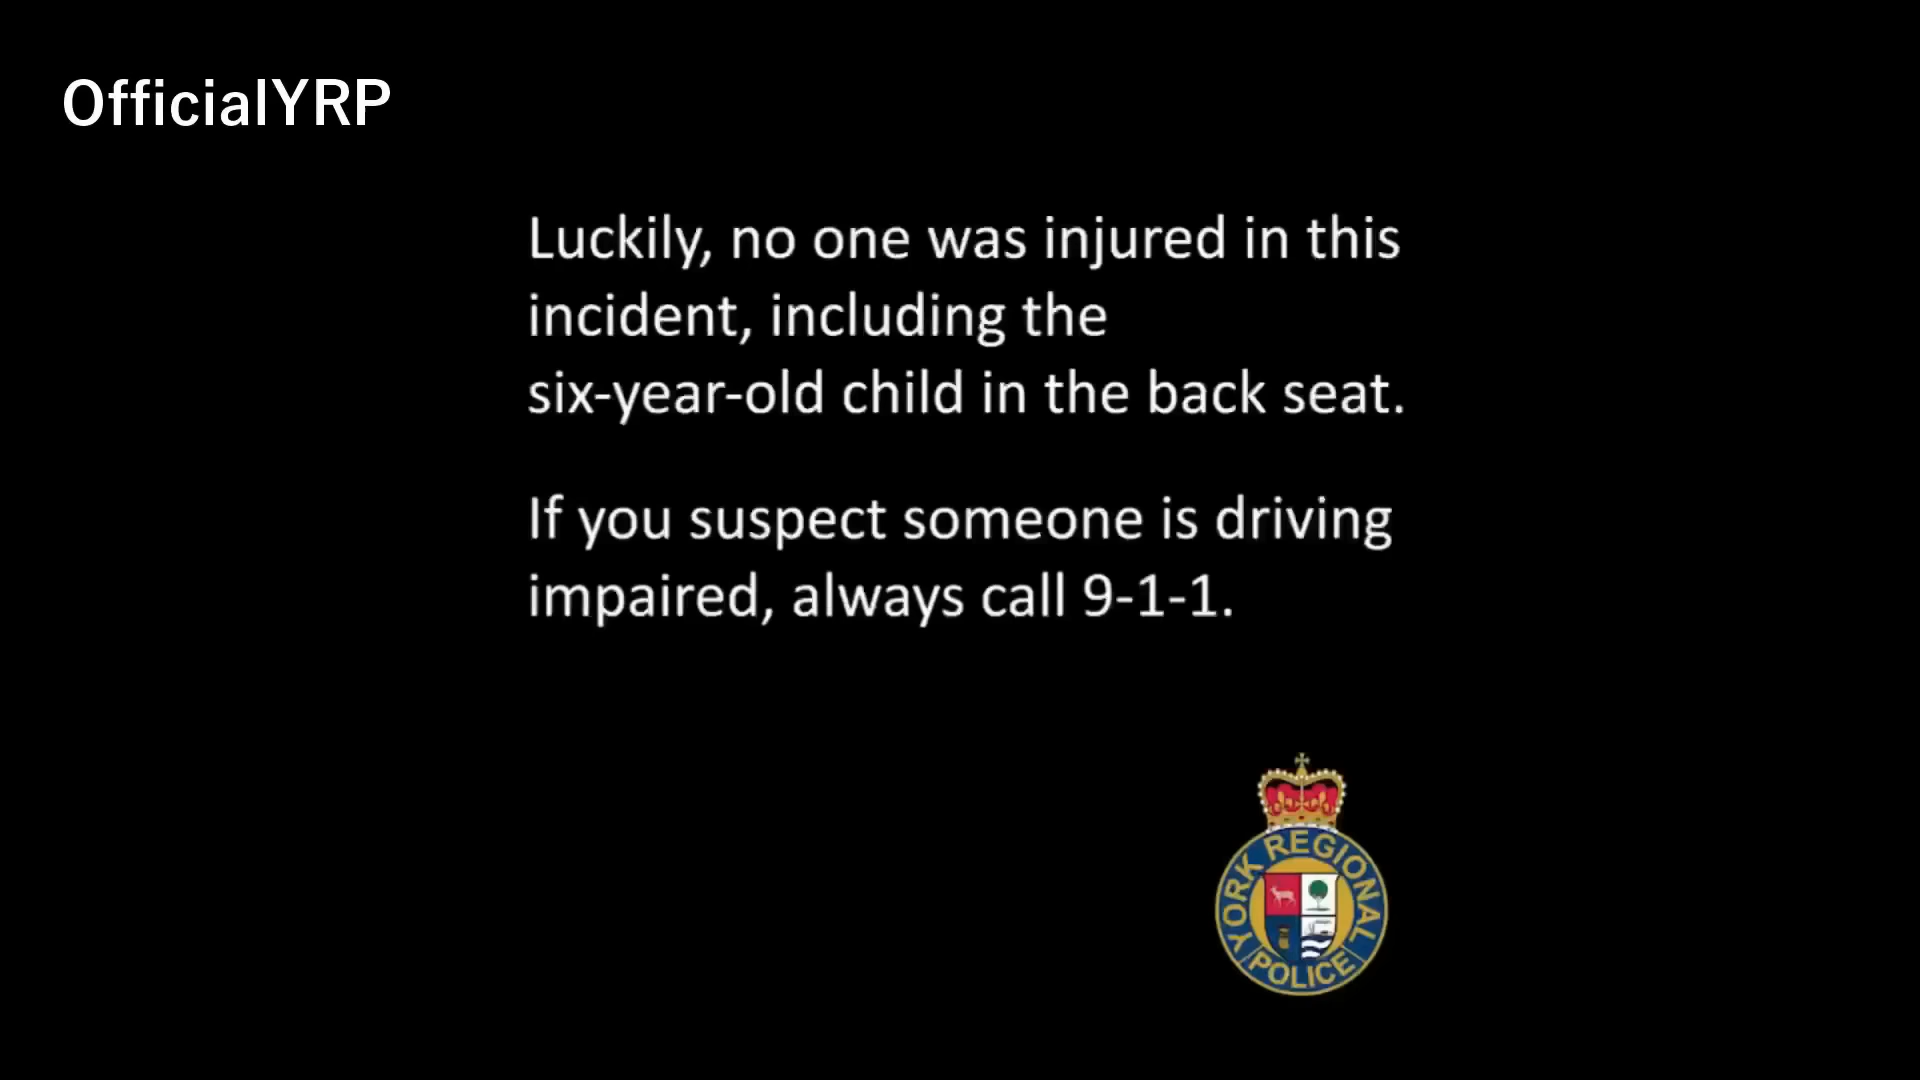 OfficialYRP
Luckily, no one was injured in this
incident, including the
six-year-old child in the back seat.
If you suspect someone is driving
impaired, always call 9-1-1.
YORK REGIONAL
POLICE